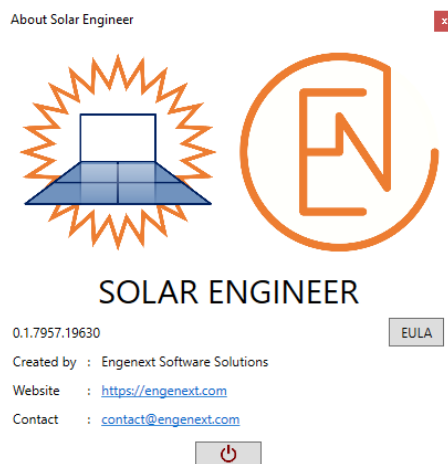 About Solar Engineer
x
EN
SOLAR ENGINEER
0.1.7957.19630
EULA
Created by : Engenext Software Solutions
Website : https://engenext.com
Contact : contact@engenext.com